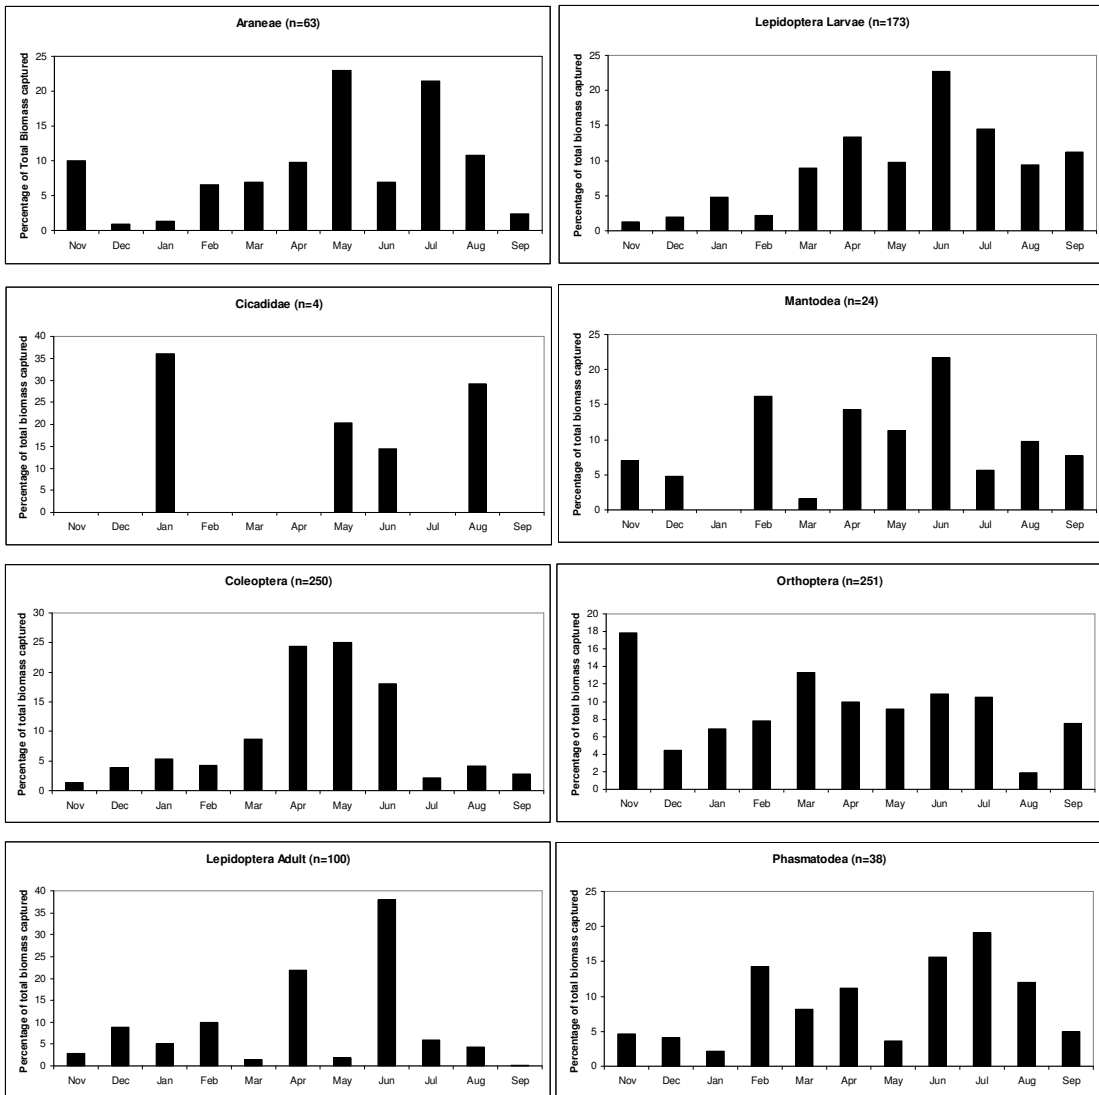 Araneae (n=63)
Percentage of Total Biomass captured
25
20
15
10
5
0
Nov Dec Jan Feb Mar Apr May Jun Jul Aug Sep
Lepidoptera Larvae (n=173)
Percentage of total biomass captured
25
20
15
10
5
0
Nov Dec Jan Feb Mar Apr May Jun Jul Aug Sep
Cicadidae (n=4)
Percentage of total biomass captured
40
35
30
25
20
15
10
5
0
Nov Dec Jan Feb Mar Apr May Jun Jul Aug Sep
Mantodea (n=24)
Percentage of total biomass captured
25
20
15
10
5
0
Nov Dec Jan Feb Mar Apr May Jun Jul Aug Sep
Coleoptera (n=250)
Percentage of total biomass captured
30
25
20
15
10
5
0
Nov Dec Jan Feb Mar Apr May Jun Jul Aug Sep
Orthoptera (n=251)
Percentage of total biomass captured
20
18
16
14
12
10
8
6
4
2
0
Nov Dec Jan Feb Mar Apr May Jun Jul Aug Sep
Lepidoptera Adult (n=100)
Percentage of total biomass captured
40
35
30
25
20
15
10
5
0
Nov Dec Jan Feb Mar Apr May Jun Jul Aug Sep
Phasmatodea (n=38)
Percentage of total biomass captured
25
20
15
10
5
0
Nov Dec Jan Feb Mar Apr May Jun Jul Aug Sep